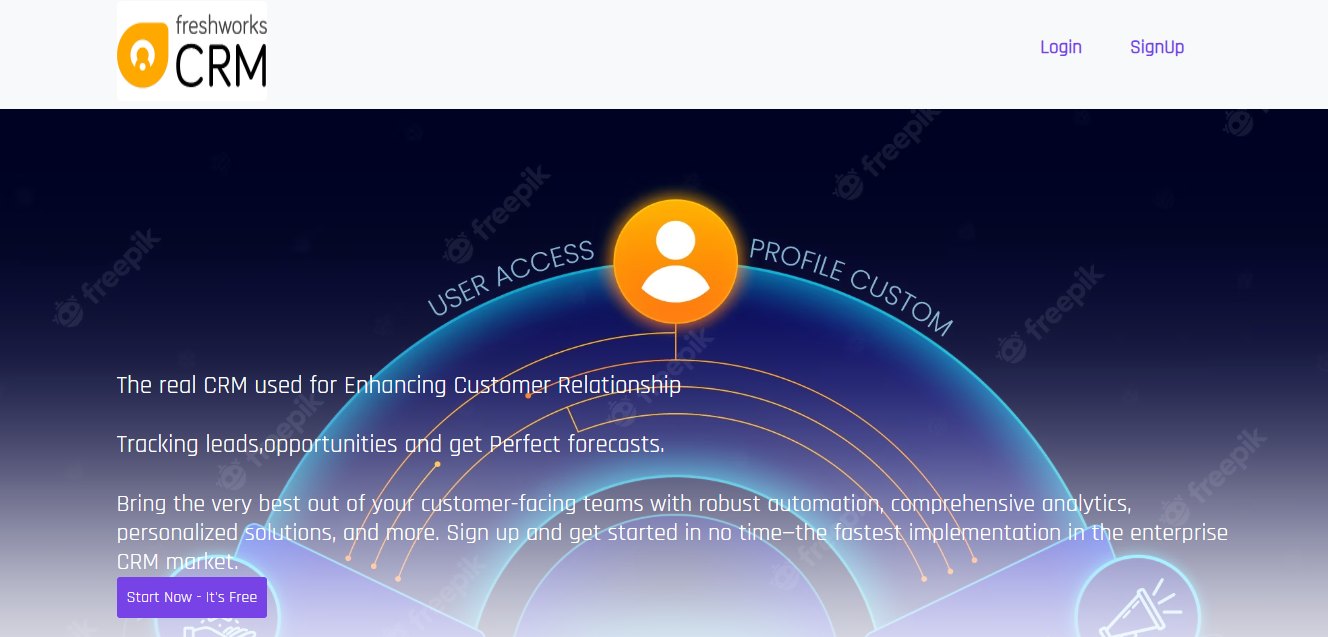 freshworks
CRM
Login
SignUp
USER ACCESS
PROFILE CUSTOM
The real CRM used for Enhancing Customer Relationship
Tracking leads,opportunities and get Perfect forecasts.
Bring the very best out of your customer-facing teams with robust automation, comprehensive analytics,
personalized solutions, and more. Sign up and get started in no time—the fastest implementation in the enterprise
CRM market.
Start Now - It's Free
freepik
freepik
freepik
freepik
freepik
freepik
freepik
freepik